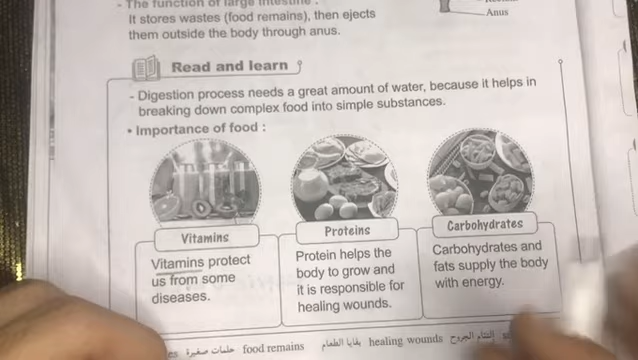 - The function of large intestine :
It stores wastes (food remains), then ejects
them outside the body through anus.
Anus
Read and learn
- Digestion process needs a great amount of water, because it helps in
breaking down complex food into simple substances.
• Importance of food :
Vitamins
Vitamins protect
us from some
diseases.
Proteins
Protein helps the
body to grow and
it is responsible for
healing wounds.
Carbohydrates
Carbohydrates and
fats supply the body
with energy.
حلمات صغيرة food remains بقايا الطعام healing wounds التئام الجروح